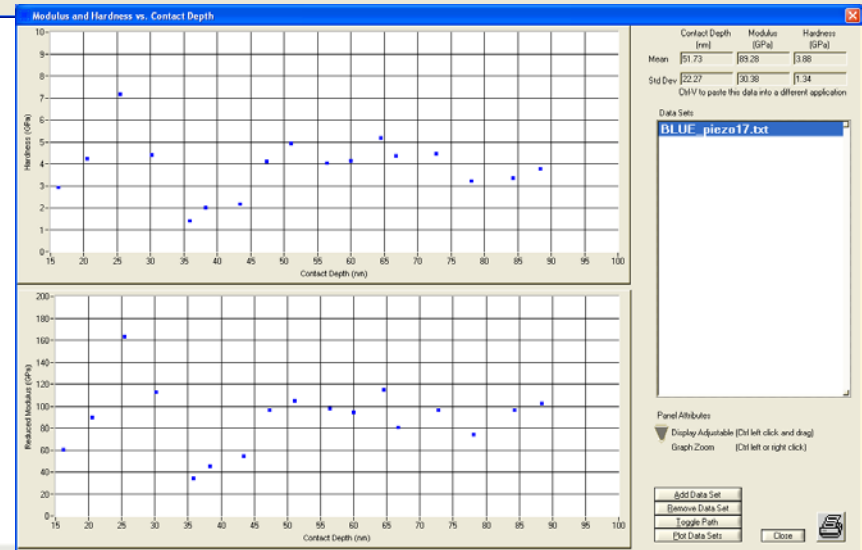 Modulus and Hardness vs. Contact Depth
10
9
8
7
6
5
4
3
2
1
0
Hardness (GPa)
15 20 25 30 35 40 45 50 55 60 65 70 75 80 85 90 95 100
Contact Depth (nm)
200
180
160
140
120
100
80
60
40
20
0
Reduced Modulus (GPa)
15 20 25 30 35 40 45 50 55 60 65 70 75 80 85 90 95 100
Contact Depth (nm)
Contact Depth Modulus Hardness
(nm) (GPa) (GPa)
Mean 51.73 89.28 3.88
Std Dev 22.27 30.38 1.34
Ctrl-V to paste this data into a different application
Data Sets
BLUE_piezo17.txt
Panel Attributes
Display Adjustable (Ctrl left click and drag)
Graph Zoom (Ctrl left or right click)
Add Data Set
Remove Data Set
Toggle Path
Plot Data Sets
Close